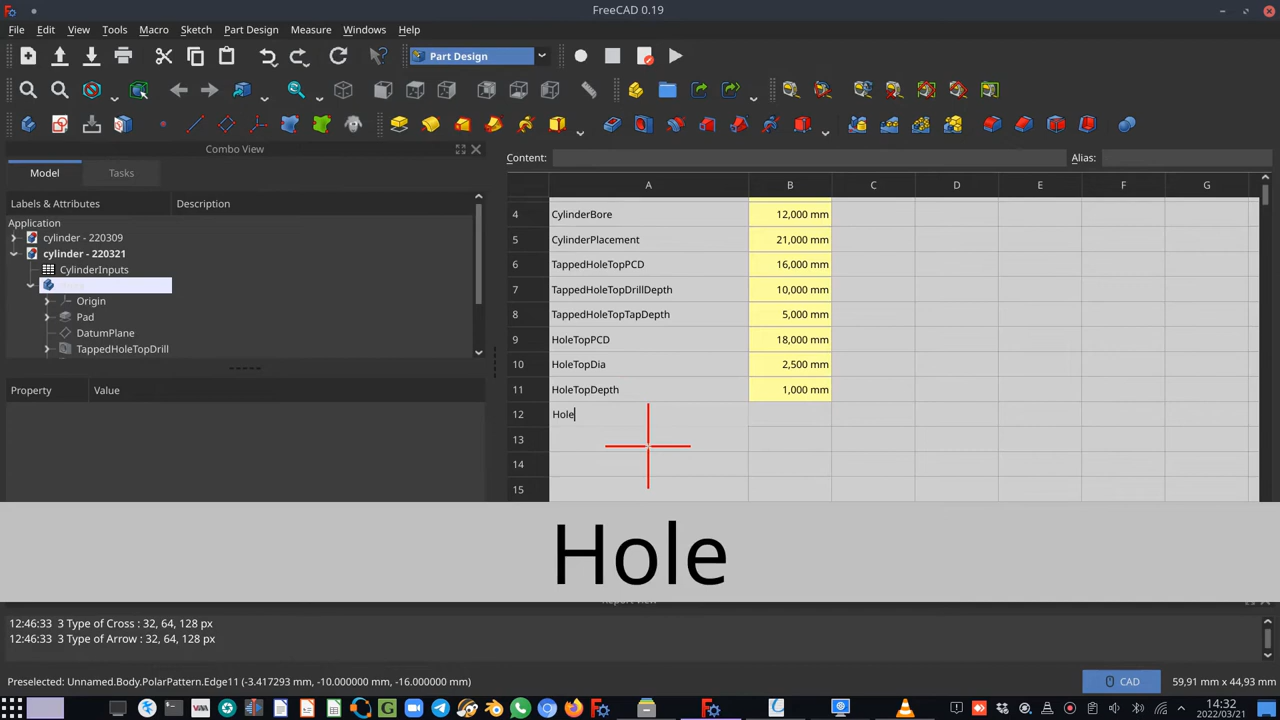 FreeCAD 0.19
File Edit View Tools Macro Sketch Part Design Measure Windows Help
Part Design
Combo View
Content: Alias:
Model Tasks
Labels & Attributes Description
Application
cylinder - 220309
cylinder - 220321
CylinderInputs
Origin
Pad
DatumPlane
TappedHoleTopDrill
Property Value
A B C D E F G
4 CylinderBore 12,000 mm
5 CylinderPlacement 21,000 mm
6 TappedHoleTopPCD 16,000 mm
7 TappedHoleTopDrillDepth 10,000 mm
8 TappedHoleTopTapDepth 5,000 mm
9 HoleTopPCD 18,000 mm
10 HoleTopDia 2,500 mm
11 HoleTopDepth 1,000 mm
12 Hole
13
14
15
Hole
12:46:33 3 Type of Cross : 32, 64, 128 px
12:46:33 3 Type of Arrow : 32, 64, 128 px
Preselected: Unnamed.Body.PolarPattern.Edge11 (-3.417293 mm, -10.000000 mm, -16.000000 mm)
CAD
59,91 mm x 44,93 mm
14:32
2022/03/21